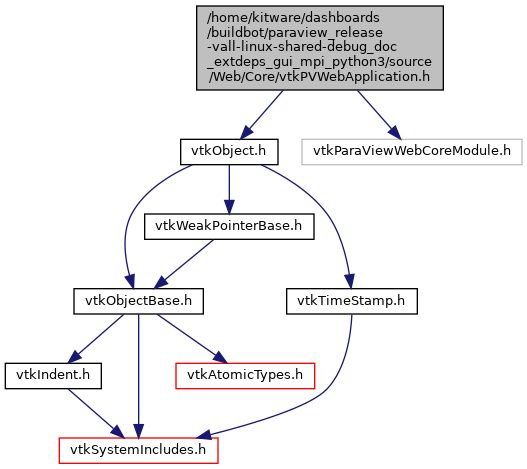 /home/kitware/dashboards
/buildbot/paraview_release
-vall-linux-shared-debug_doc
_extdeps_gui_mpi_python3/source
/Web/Core/vtkPVWebApplication.h
vtkObject.h
vtkParaViewWebCoreModule.h
vtkWeakPointerBase.h
vtkObjectBase.h
vtkTimeStamp.h
vtkIndent.h
vtkAtomicTypes.h
vtkSystemIncludes.h